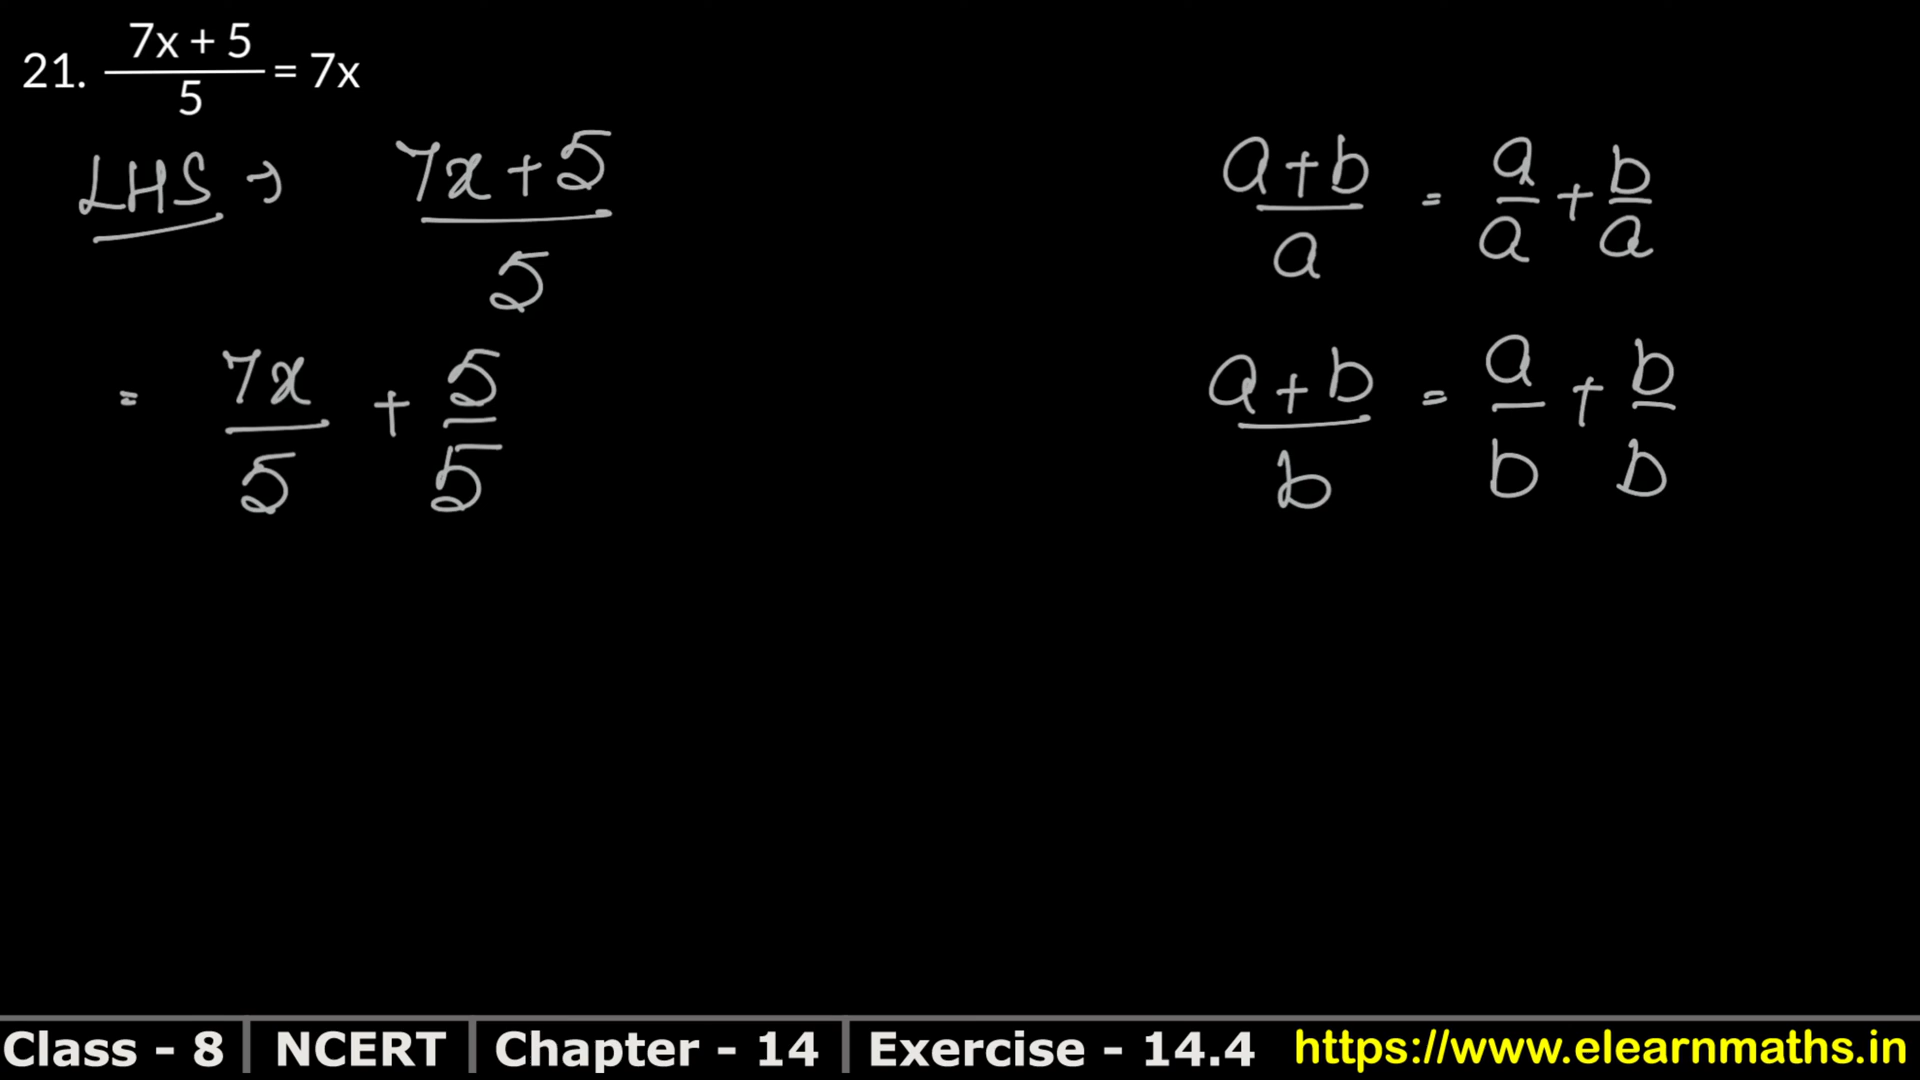 21. (7x + 5)/5 = 7x
LHS → (7x + 5)/5
= 7x/5 + 5/5
(a + b)/a = a/a + b/a
(a + b)/b = a/b + b/b
Class - 8 | NCERT | Chapter - 14 | Exercise - 14.4 https://www.elearnmaths.in